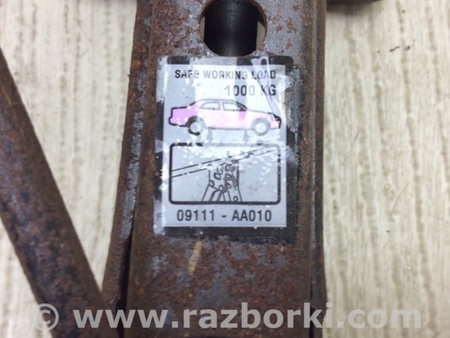 SAFE WORKING LOAD
1000 KG
09111 - AA010
© www.razborki.com